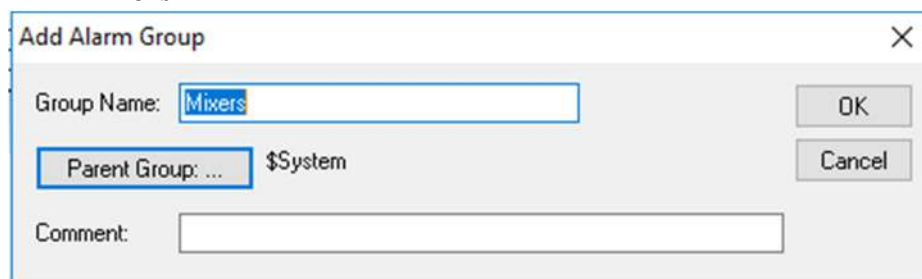 Add Alarm Group
Group Name: Mixers
OK
Parent Group: ... $System
Cancel
Comment: